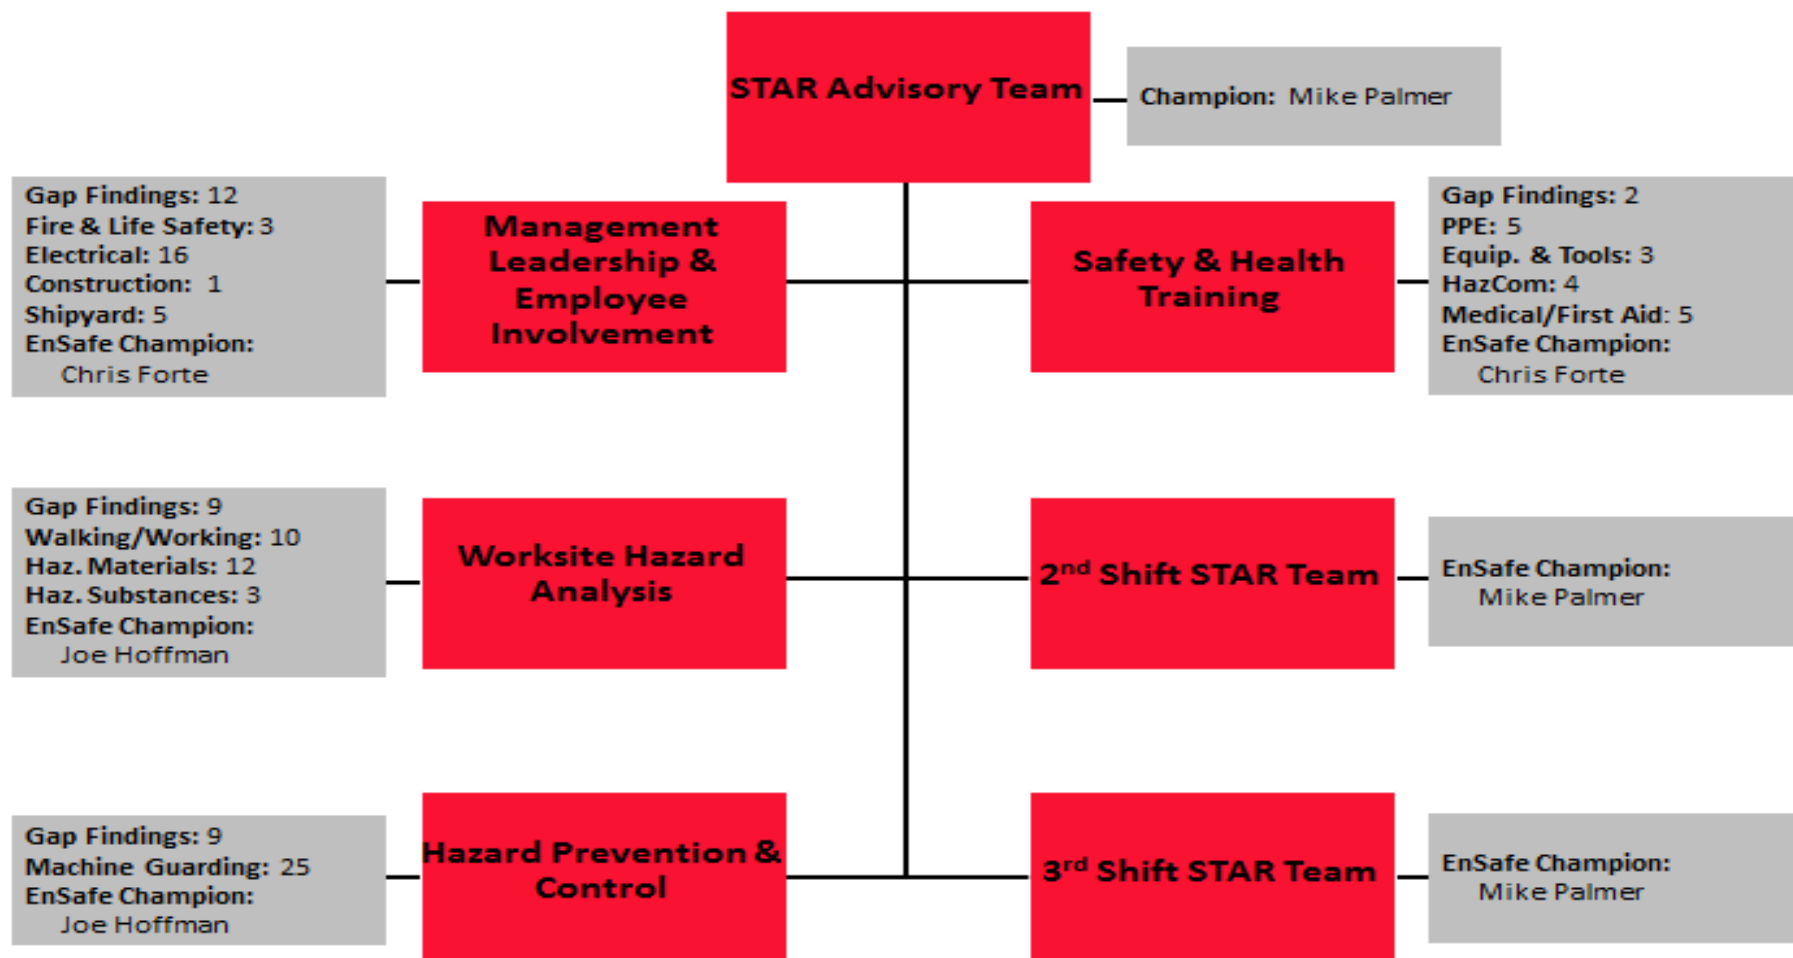 STAR Advisory Team
Champion: Mike Palmer
Gap Findings: 12
Fire & Life Safety: 3
Electrical: 16
Construction: 1
Shipyard: 5
EnSafe Champion:
Chris Forte
Management
Leadership &
Employee
Involvement
Safety & Health
Training
Gap Findings: 2
PPE: 5
Equip. & Tools: 3
HazCom: 4
Medical/First Aid: 5
EnSafe Champion:
Chris Forte
Gap Findings: 9
Walking/Working: 10
Haz. Materials: 12
Haz. Substances: 3
EnSafe Champion:
Joe Hoffman
Worksite Hazard
Analysis
2nd Shift STAR Team
EnSafe Champion:
Mike Palmer
Gap Findings: 9
Machine Guarding: 25
EnSafe Champion:
Joe Hoffman
Hazard Prevention &
Control
3rd Shift STAR Team
EnSafe Champion:
Mike Palmer